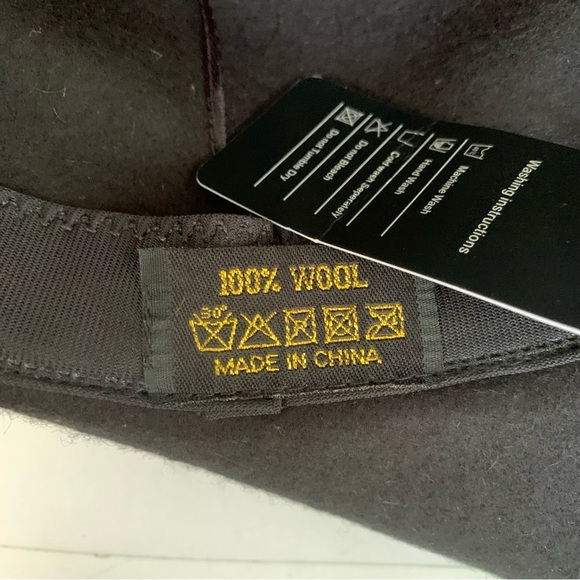 100% WOOL
30°
MADE IN CHINA
Washing instructions
Machine Wash
Hand Wash
Cold wash Separately
Do not Bleach
Do not Tumble Dry